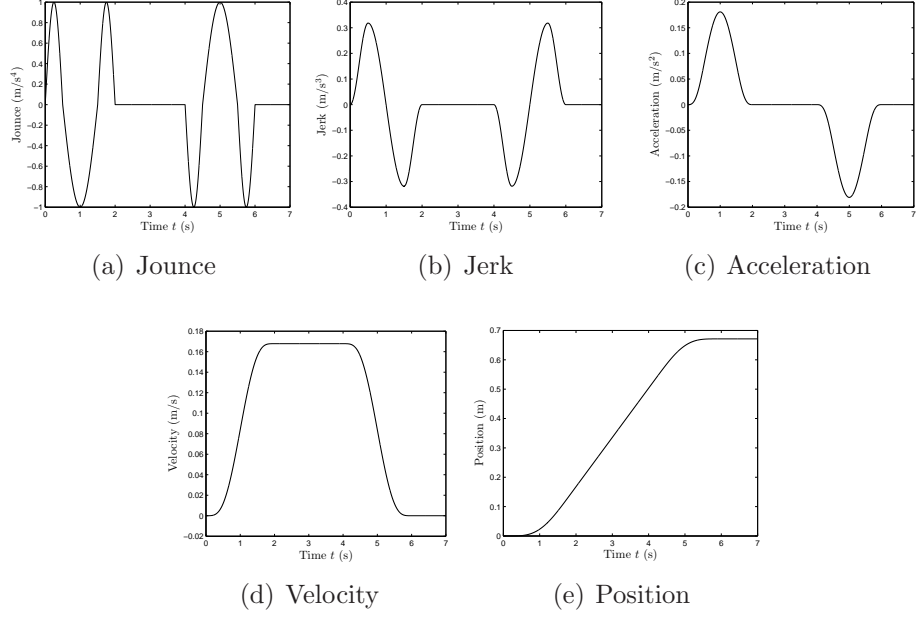 Jounce (m/s⁴)
1
0.8
0.6
0.4
0.2
0
−0.2
−0.4
−0.6
−0.8
−1
0 1 2 3 4 5 6 7
Time t (s)
(a) Jounce
Jerk (m/s³)
0.4
0.3
0.2
0.1
0
−0.1
−0.2
−0.3
−0.4
0 1 2 3 4 5 6 7
Time t (s)
(b) Jerk
Acceleration (m/s²)
0.2
0.15
0.1
0.05
0
−0.05
−0.1
−0.15
−0.2
0 1 2 3 4 5 6 7
Time t (s)
(c) Acceleration
Velocity (m/s)
0.18
0.16
0.14
0.12
0.1
0.08
0.06
0.04
0.02
0
−0.02
0 1 2 3 4 5 6 7
Time t (s)
(d) Velocity
Position (m)
0.7
0.6
0.5
0.4
0.3
0.2
0.1
0
0 1 2 3 4 5 6 7
Time t (s)
(e) Position